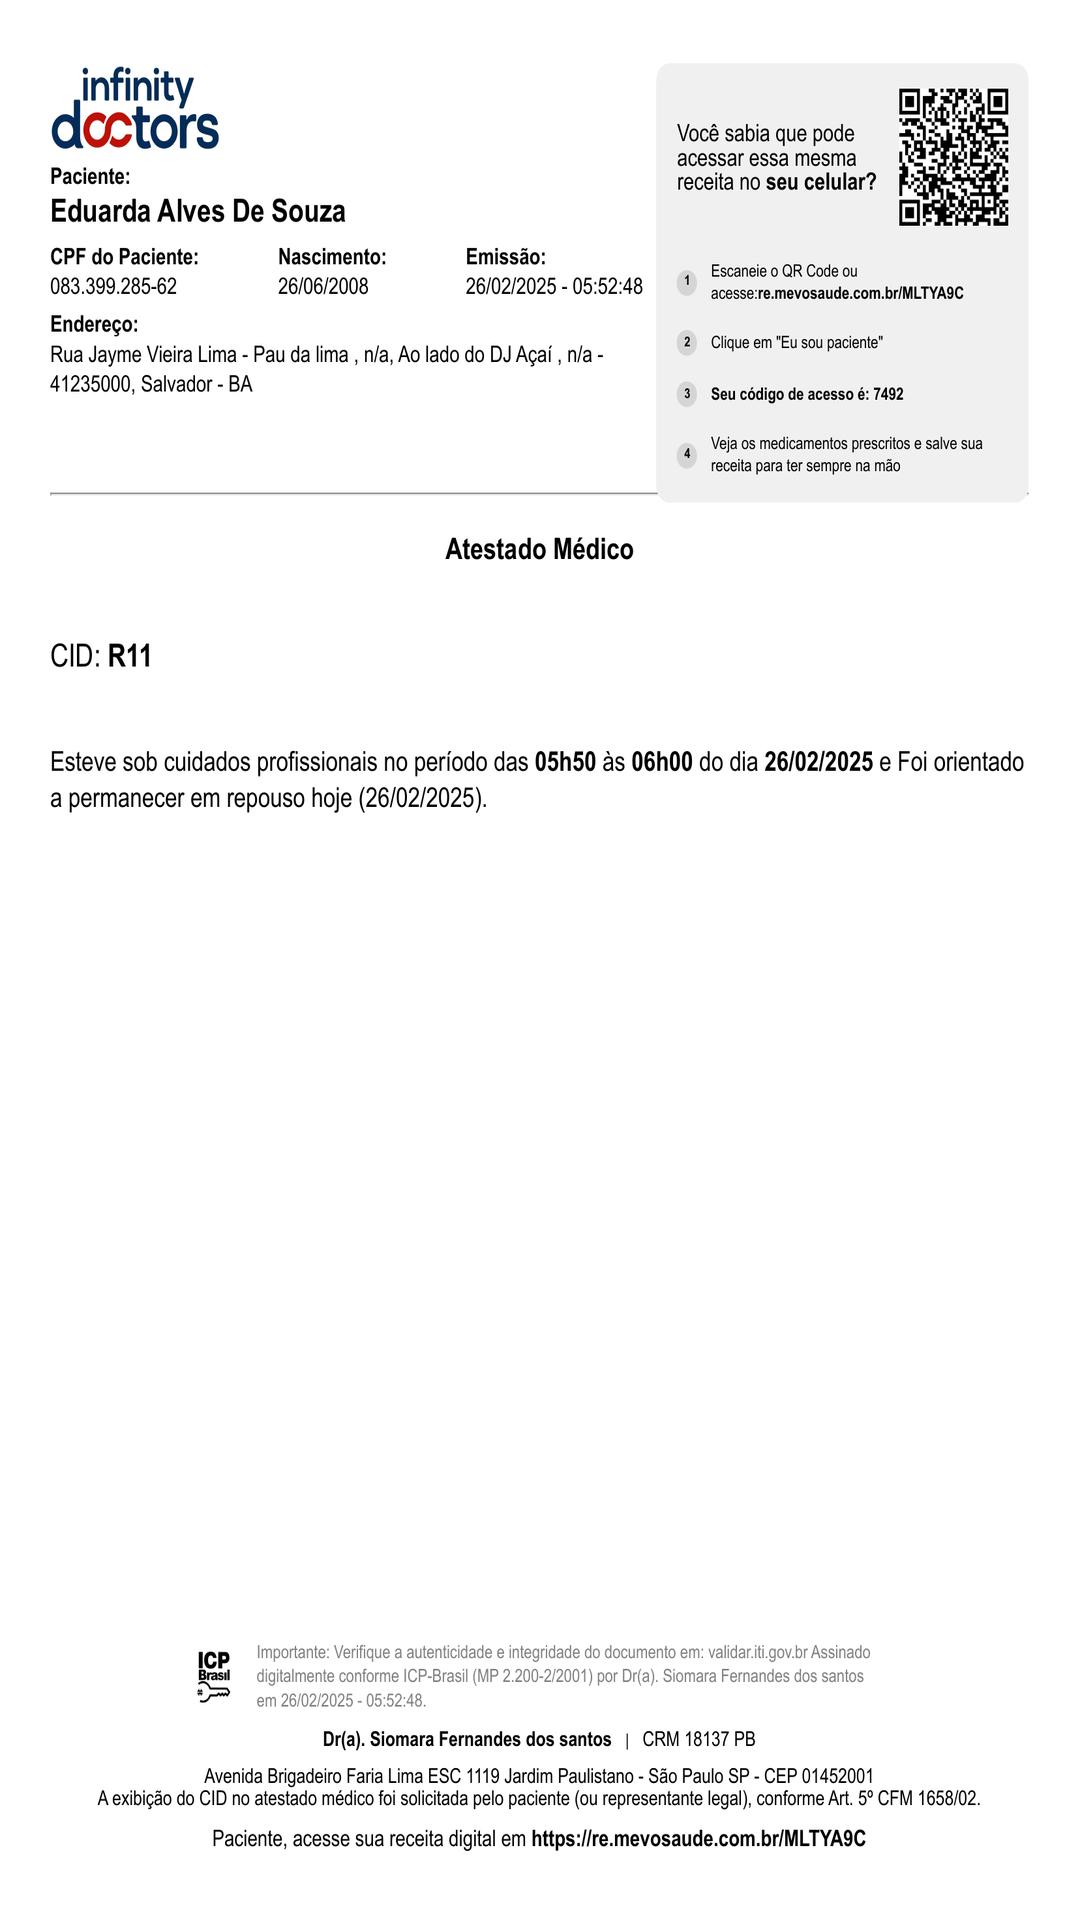 infinity
doctors
Paciente:
Eduarda Alves De Souza
CPF do Paciente:
Nascimento:
Emissão:
083.399.285-62
26/06/2008
26/02/2025 - 05:52:48
Endereço:
Rua Jayme Vieira Lima - Pau da lima , n/a, Ao lado do DJ Açaí , n/a -
41235000, Salvador - BA
Você sabia que pode
acessar essa mesma
receita no seu celular?
1
Escaneie o QR Code ou
acesse:re.mevosaude.com.br/MLTYA9C
2
Clique em "Eu sou paciente"
3
Seu código de acesso é: 7492
4
Veja os medicamentos prescritos e salve sua
receita para ter sempre na mão
Atestado Médico
CID: R11
Esteve sob cuidados profissionais no período das 05h50 às 06h00 do dia 26/02/2025 e Foi orientado
a permanecer em repouso hoje (26/02/2025).
ICP
Brasil
Importante: Verifique a autenticidade e integridade do documento em: validar.iti.gov.br Assinado
digitalmente conforme ICP-Brasil (MP 2.200-2/2001) por Dr(a). Siomara Fernandes dos santos
em 26/02/2025 - 05:52:48.
Dr(a). Siomara Fernandes dos santos | CRM 18137 PB
Avenida Brigadeiro Faria Lima ESC 1119 Jardim Paulistano - São Paulo SP - CEP 01452001
A exibição do CID no atestado médico foi solicitada pelo paciente (ou representante legal), conforme Art. 5º CFM 1658/02.
Paciente, acesse sua receita digital em https://re.mevosaude.com.br/MLTYA9C